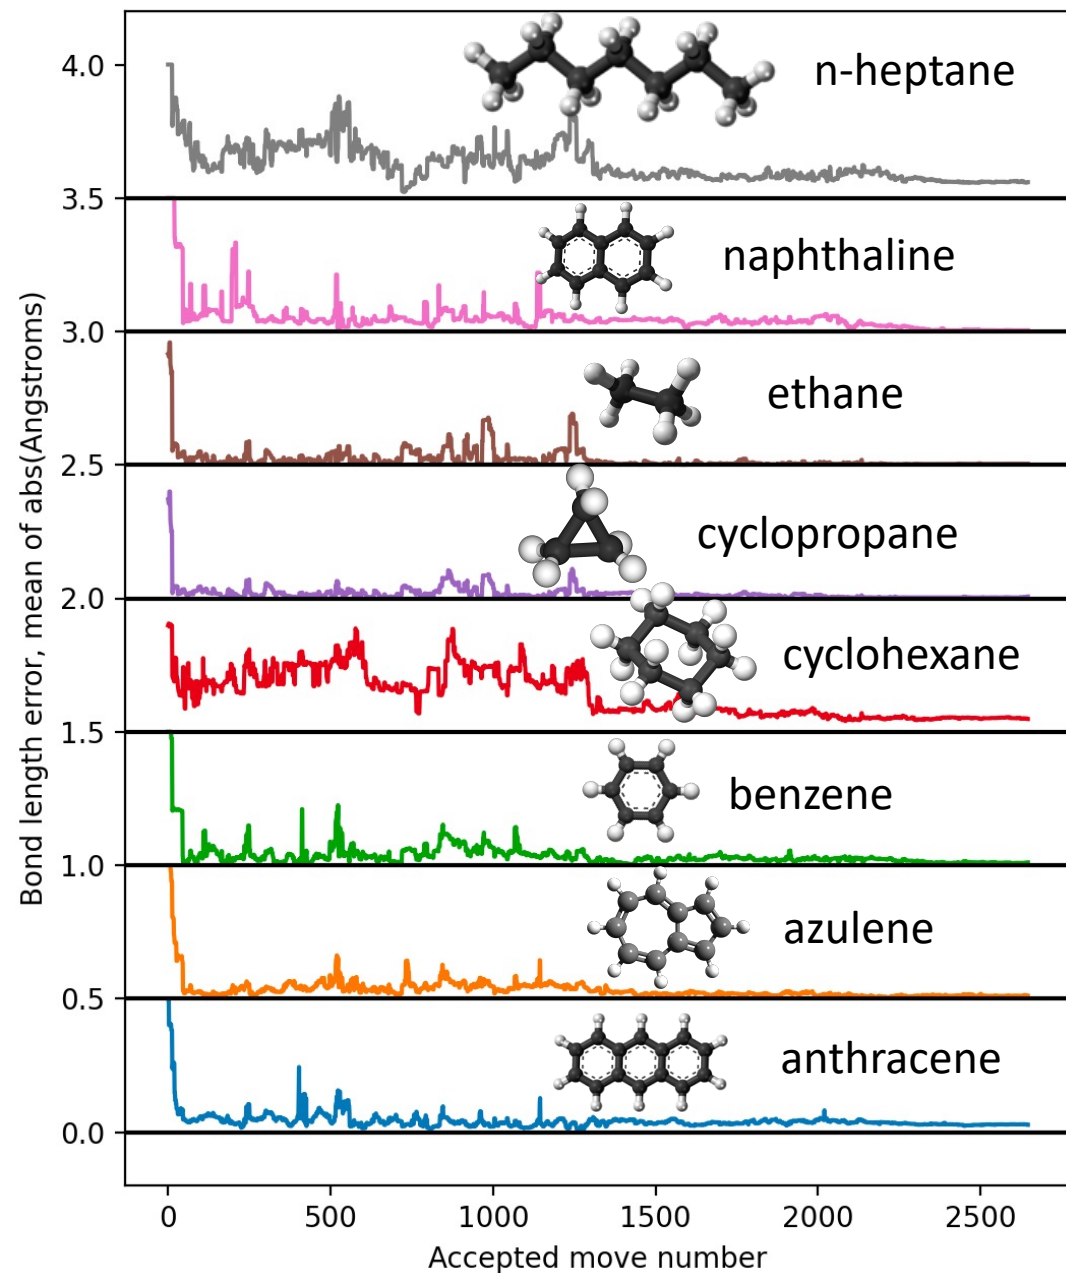 Bond length error, mean of abs(Angstroms)
4.0
n-heptane
3.5
naphthaline
3.0
ethane
2.5
cyclopropane
2.0
cyclohexane
1.5
benzene
1.0
azulene
0.5
anthracene
0.0
0 500 1000 1500 2000 2500
Accepted move number